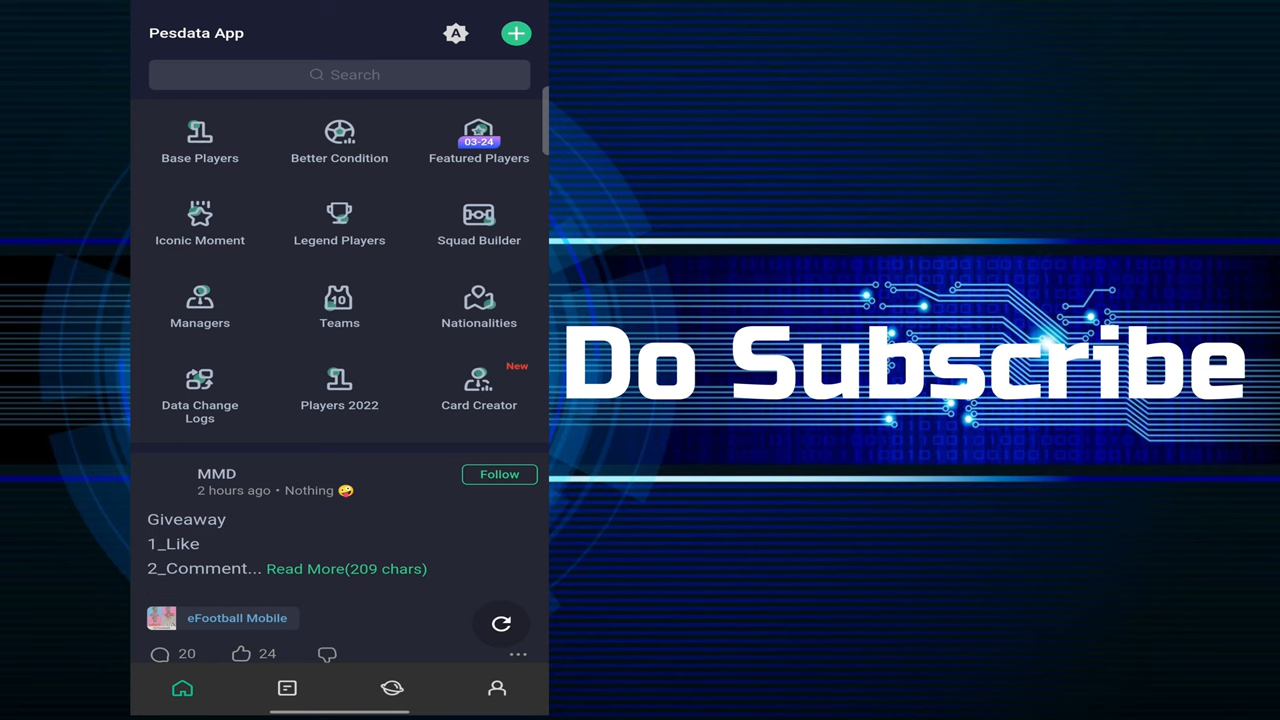 Pesdata App
A
Search
Base Players
Better Condition
03-24
Featured Players
Iconic Moment
Legend Players
Squad Builder
Managers
10
Teams
Nationalities
Data Change
Logs
Players 2022
New
Card Creator
MMD
Follow
2 hours ago • Nothing 🤪
Giveaway
1_Like
2_Comment... Read More(209 chars)
eFootball Mobile
20
24
Do Subscribe